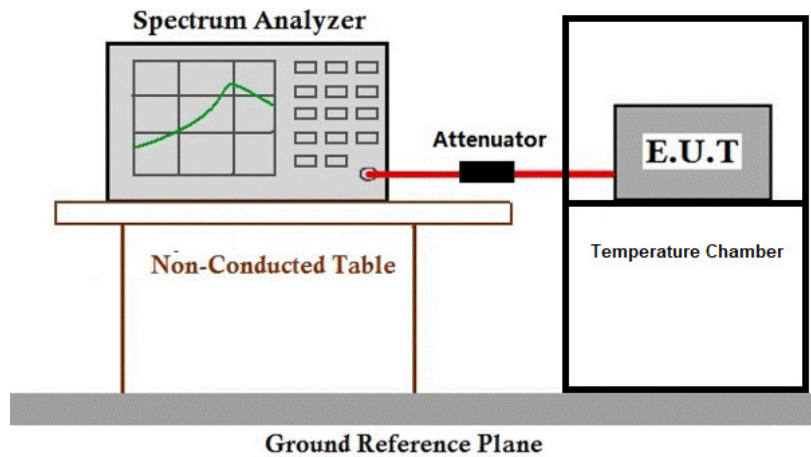 Spectrum Analyzer
Attenuator
E.U.T
Non-Conducted Table
Temperature Chamber
Ground Reference Plane